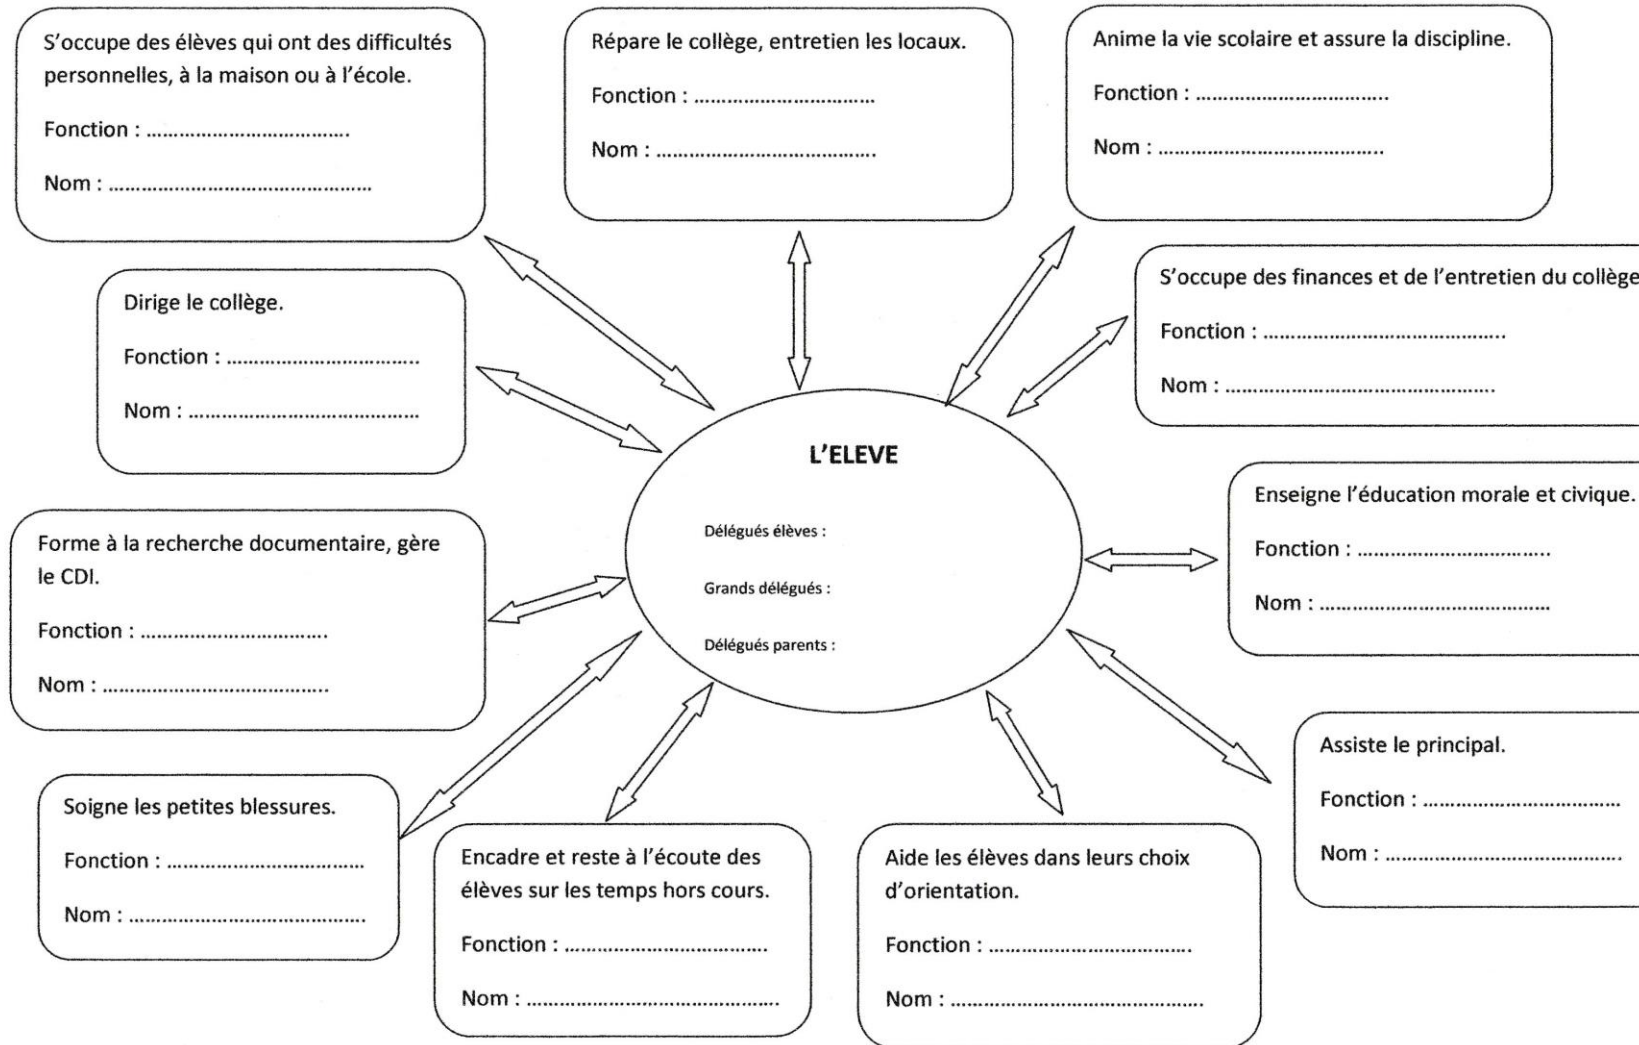 S'occupe des élèves qui ont des difficultés
personnelles, à la maison ou à l'école.
Fonction : ......................................
Nom : ................................................
Répare le collège, entretien les locaux.
Fonction : .................................
Nom : ........................................
Anime la vie scolaire et assure la discipline.
Fonction : ...................................
Nom : .........................................
Dirige le collège.
Fonction : ...................................
Nom : ..........................................
S'occupe des finances et de l'entretien du collège
Fonction : ............................................
Nom : .................................................
L'ELEVE
Délégués élèves :
Grands délégués :
Délégués parents :
Enseigne l'éducation morale et civique.
Fonction : ...................................
Nom : ..........................................
Forme à la recherche documentaire, gère
le CDI.
Fonction : ..................................
Nom : .........................................
Assiste le principal.
Fonction : ....................................
Nom : ...........................................
Soigne les petites blessures.
Fonction : ....................................
Nom : ...........................................
Encadre et reste à l'écoute des
élèves sur les temps hors cours.
Fonction : .....................................
Nom : ..............................................
Aide les élèves dans leurs choix
d'orientation.
Fonction : .....................................
Nom : ..............................................